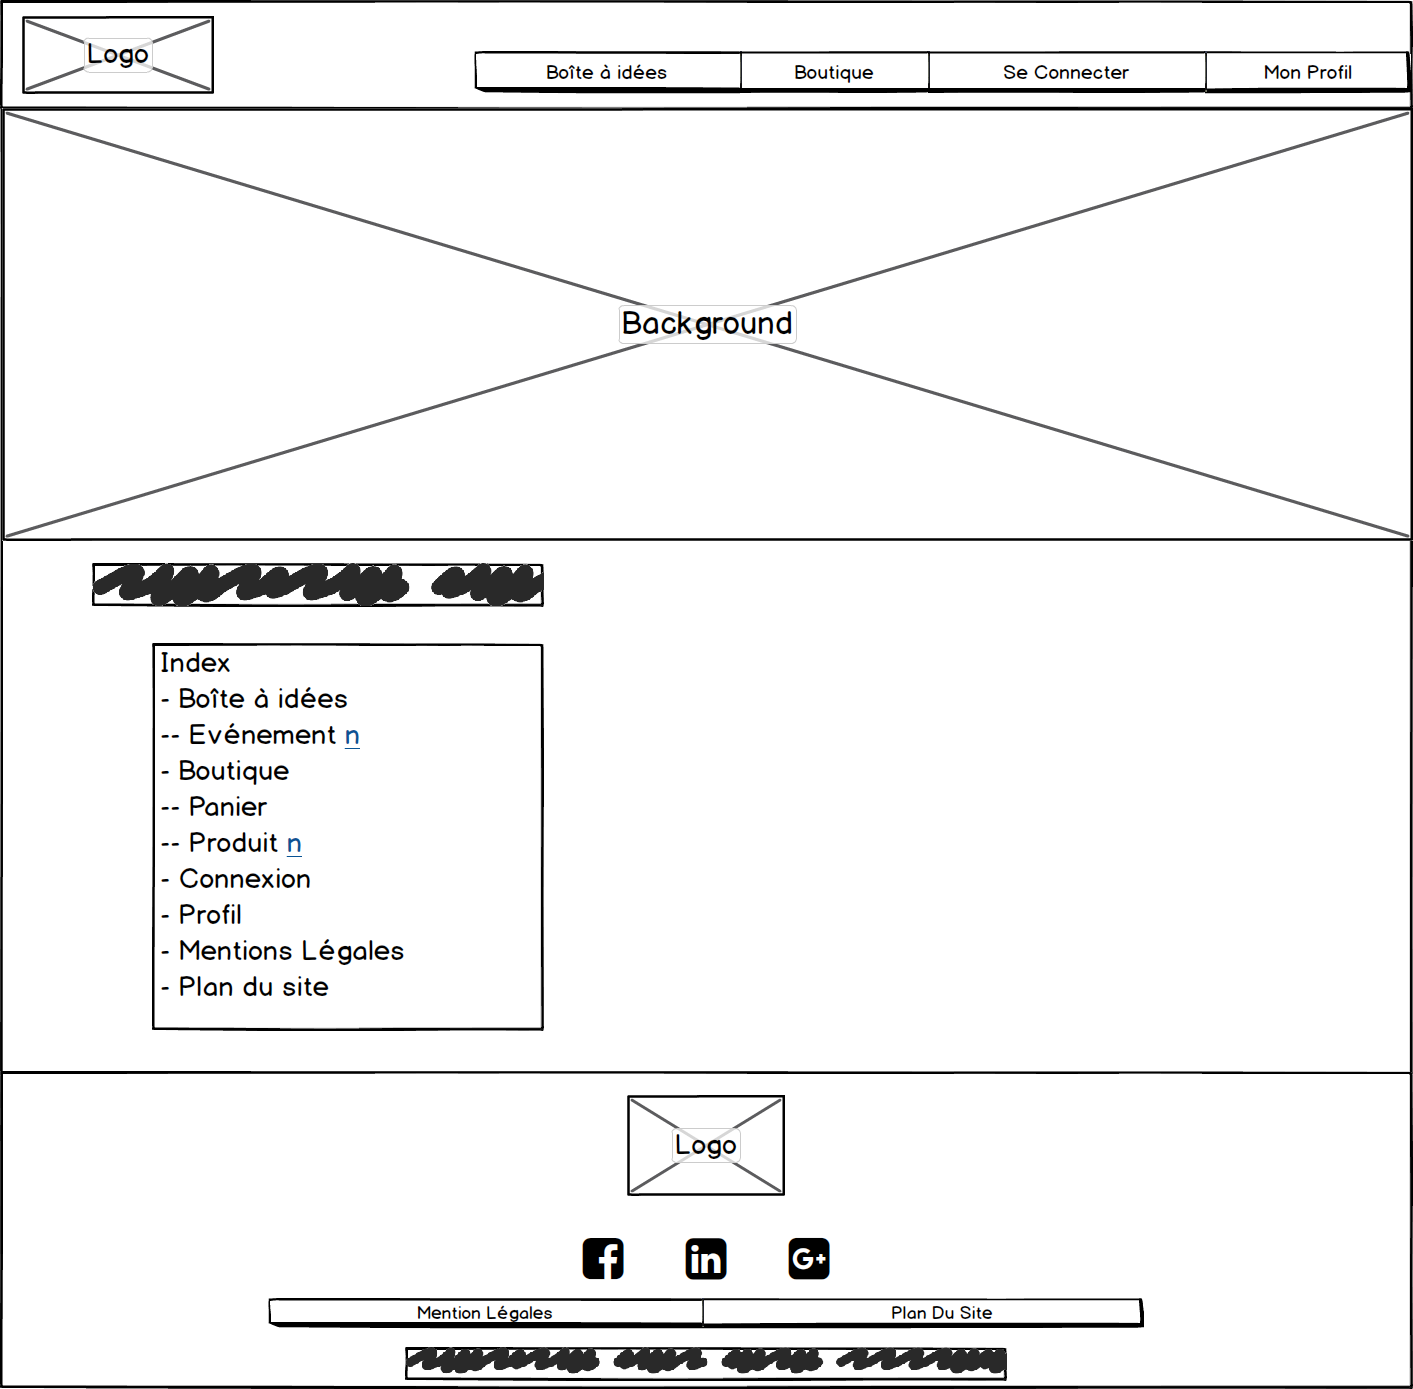 Logo
Boîte à idées Boutique Se Connecter Mon Profil
Background
Index
- Boîte à idées
-- Evénement n
- Boutique
-- Panier
-- Produit n
- Connexion
- Profil
- Mentions Légales
- Plan du site
Logo
f in G+
Mention Légales Plan Du Site